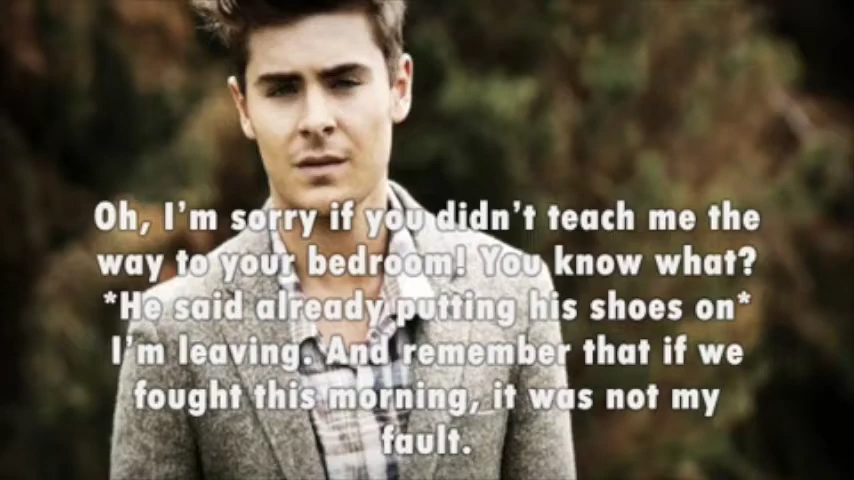 Oh, I'm sorry if you didn't teach me the
way to your bedroom! You know what?
*He said already putting his shoes on*
I'm leaving. And remember that if we
fought this morning, it was not my
fault.